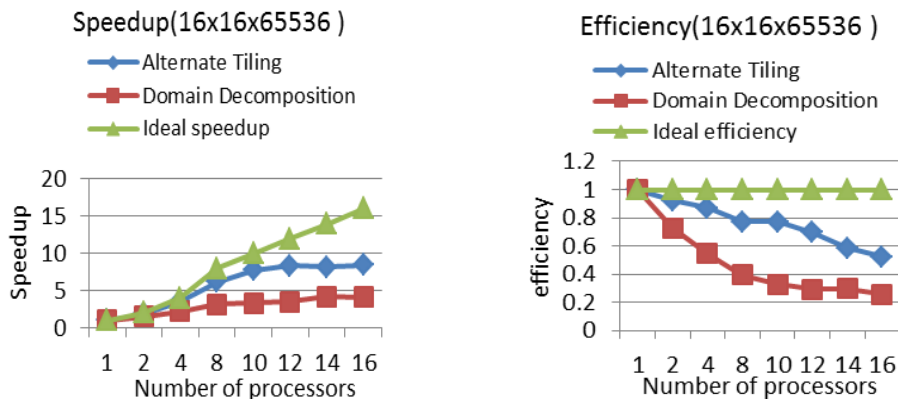 Speedup(16x16x65536 )
Alternate Tiling
Domain Decomposition
Ideal speedup
20
15
10
5
0
Speedup
1 2 4 8 10 12 14 16
Number of processors
Efficiency(16x16x65536 )
Alternate Tiling
Domain Decomposition
Ideal efficiency
1.2
1
0.8
0.6
0.4
0.2
0
efficiency
1 2 4 8 10 12 14 16
Number of processors